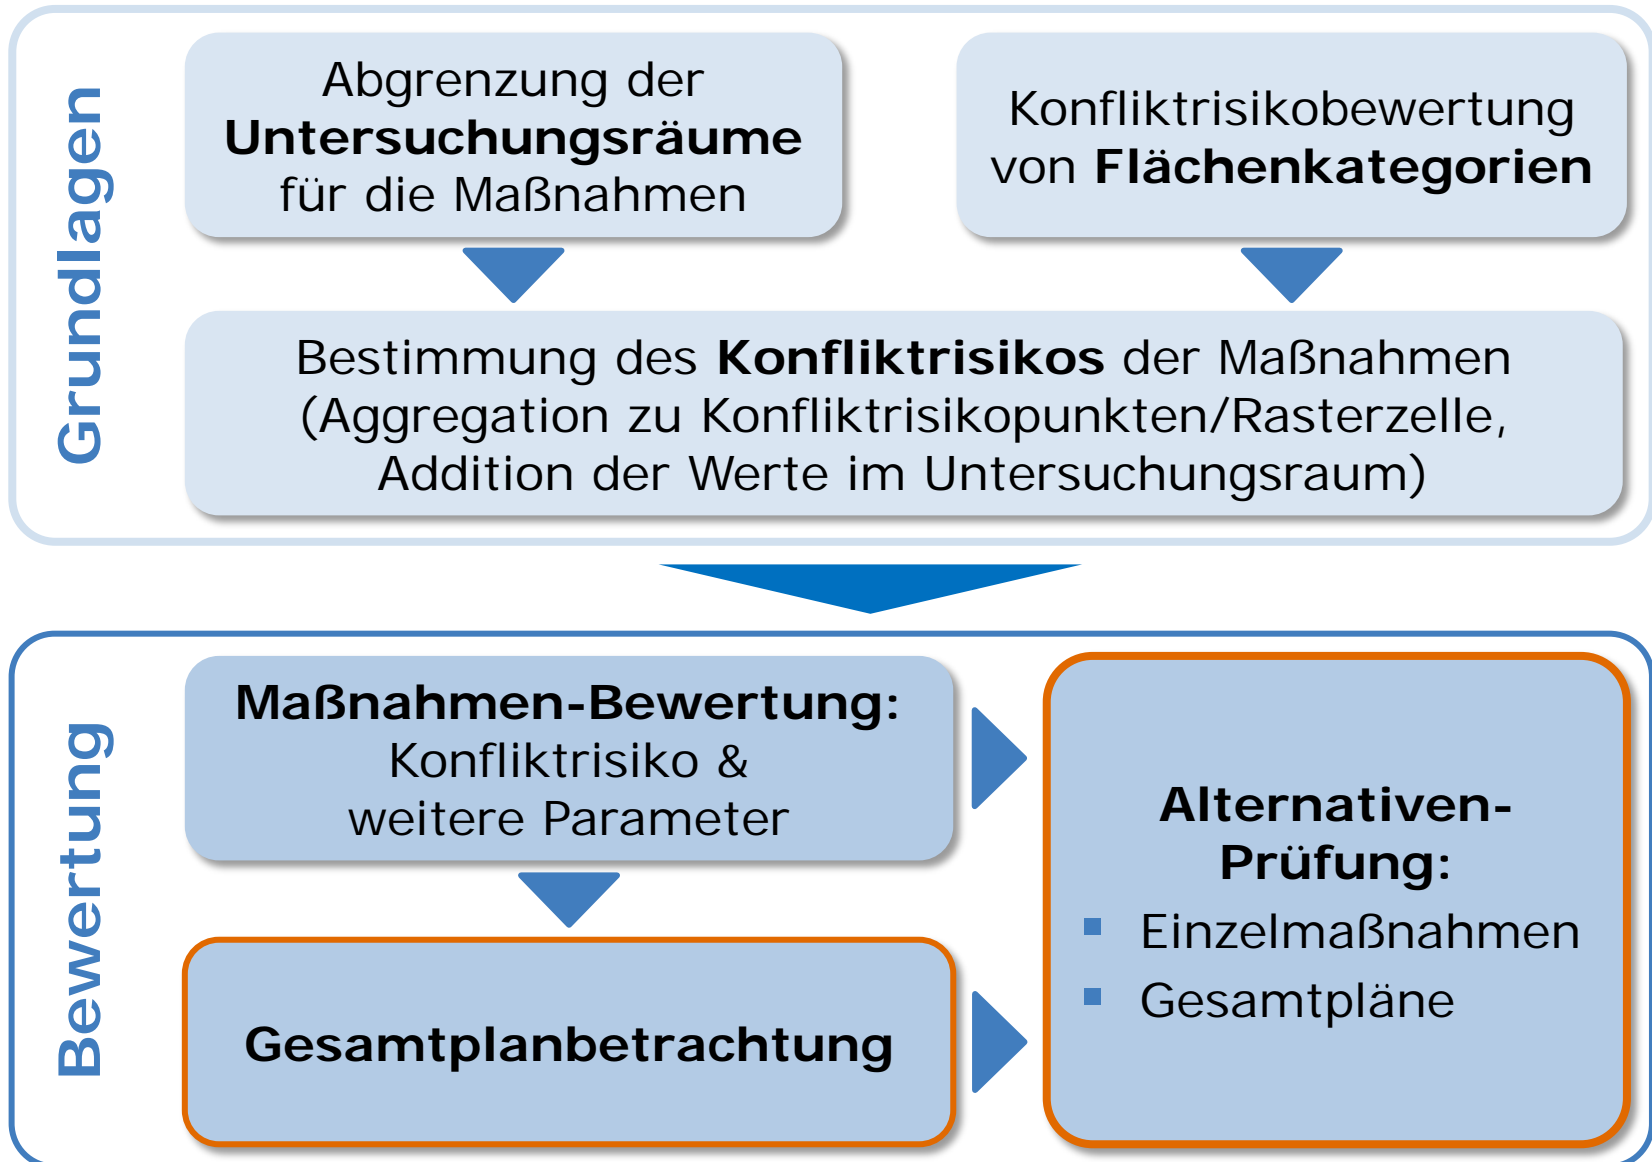 Grundlagen
Abgrenzung der
Untersuchungsräume
für die Maßnahmen
Konfliktrisikobewertung
von Flächenkategorien
Bestimmung des Konfliktrisikos der Maßnahmen
(Aggregation zu Konfliktrisikopunkten/Rasterzelle,
Addition der Werte im Untersuchungsraum)
Bewertung
Maßnahmen-Bewertung:
Konfliktrisiko &
weitere Parameter
Gesamtplanbetrachtung
Alternativen-
Prüfung:
▪ Einzelmaßnahmen
▪ Gesamtpläne